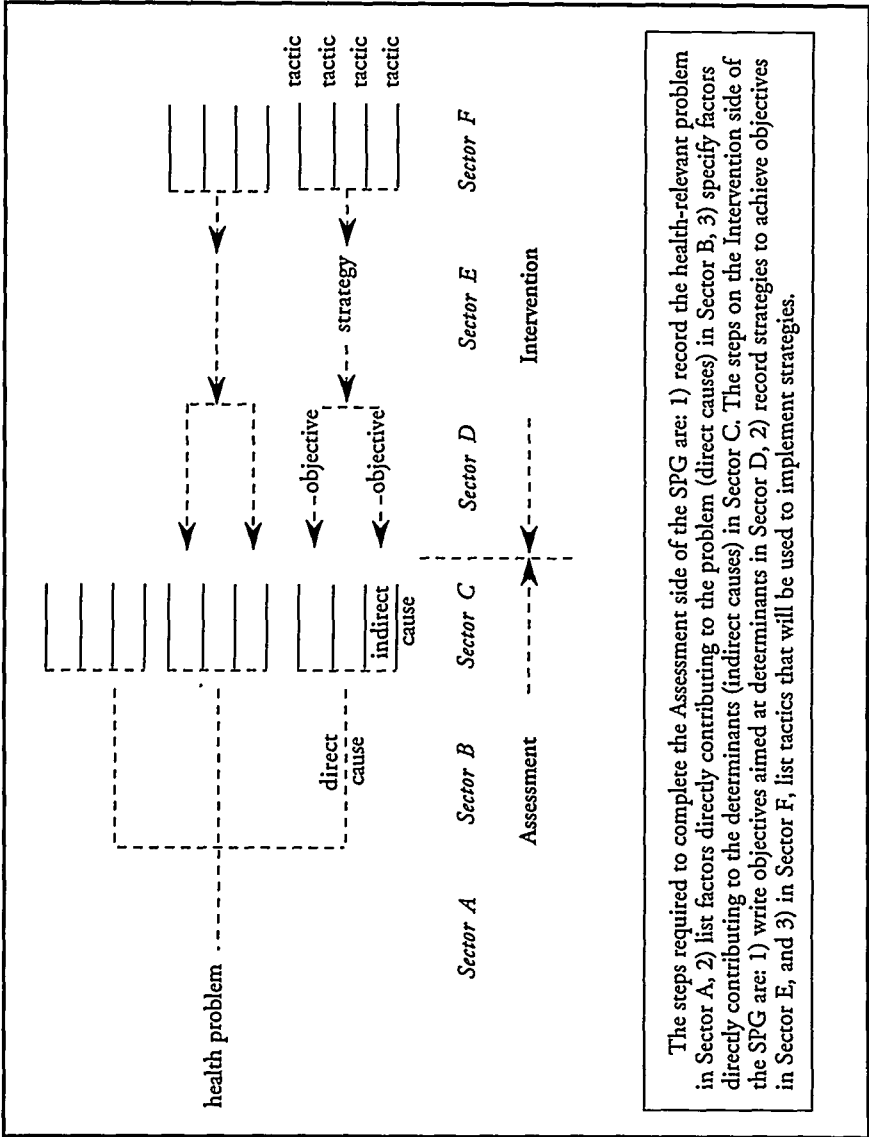 health problem
direct
cause
indirect
cause
objective
objective
strategy
tactic
tactic
tactic
tactic
Sector A
Sector B
Sector C
Sector D
Sector E
Sector F
Assessment
Intervention
The steps required to complete the Assessment side of the SPG are: 1) record the health-relevant problem
in Sector A, 2) list factors directly contributing to the problem (direct causes) in Sector B, 3) specify factors
directly contributing to the determinants (indirect causes) in Sector C. The steps on the Intervention side of
the SPG are: 1) write objectives aimed at determinants in Sector D, 2) record strategies to achieve objectives
in Sector E, and 3) in Sector F, list tactics that will be used to implement strategies.